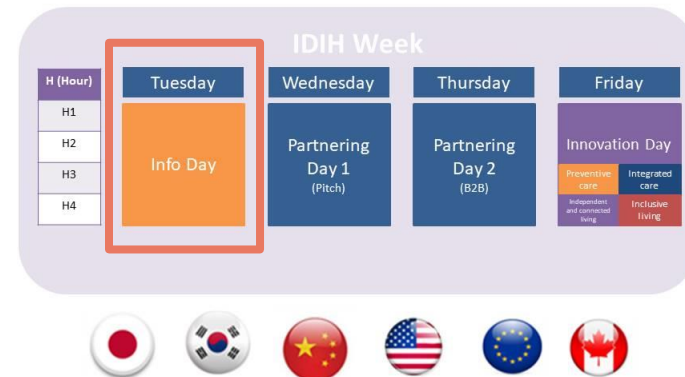 IDIH Week
H (Hour)
Tuesday
Wednesday
Thursday
Friday
H1
H2
H3
H4
Info Day
Partnering
Day 1
(Pitch)
Partnering
Day 2
(B2B)
Innovation Day
Preventive
care
Integrated
care
Independent
and connected
living
Inclusive
living